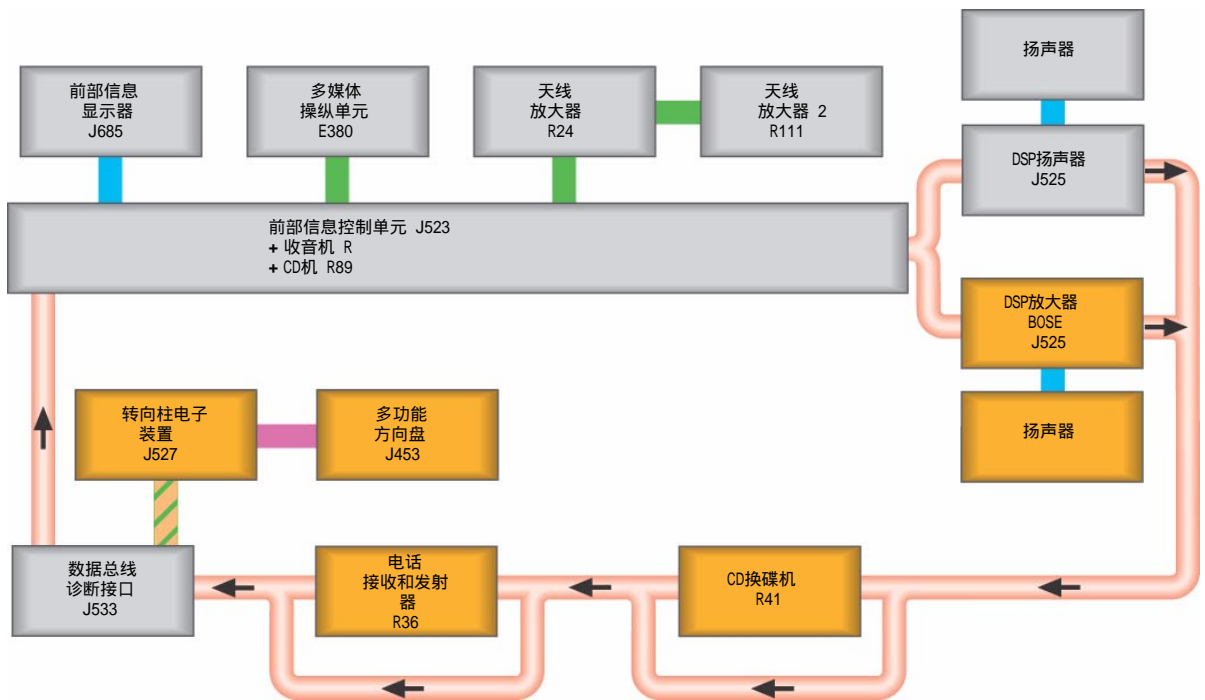 前部信息
显示器
J685
多媒体
操纵单元
E380
天线
放大器
R24
天线
放大器 2
R111
扬声器
DSP扬声器
J525
前部信息控制单元 J523
+ 收音机 R
+ CD机 R89
DSP放大器
BOSE
J525
扬声器
转向柱电子
装置
J527
多功能
方向盘
J453
数据总线
诊断接口
J533
电话
接收和发射
器
R36
CD换碟机
R41